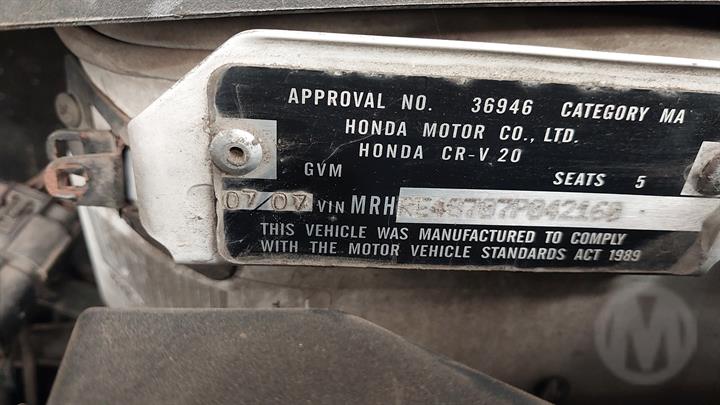 APPROVAL NO. 36946 CATEGORY MA
HONDA MOTOR CO., LTD.
HONDA CR-V 20
GVM SEATS 5
07/07 VIN MRH
THIS VEHICLE WAS MANUFACTURED TO COMPLY
WITH THE MOTOR VEHICLE STANDARDS ACT 1989
M